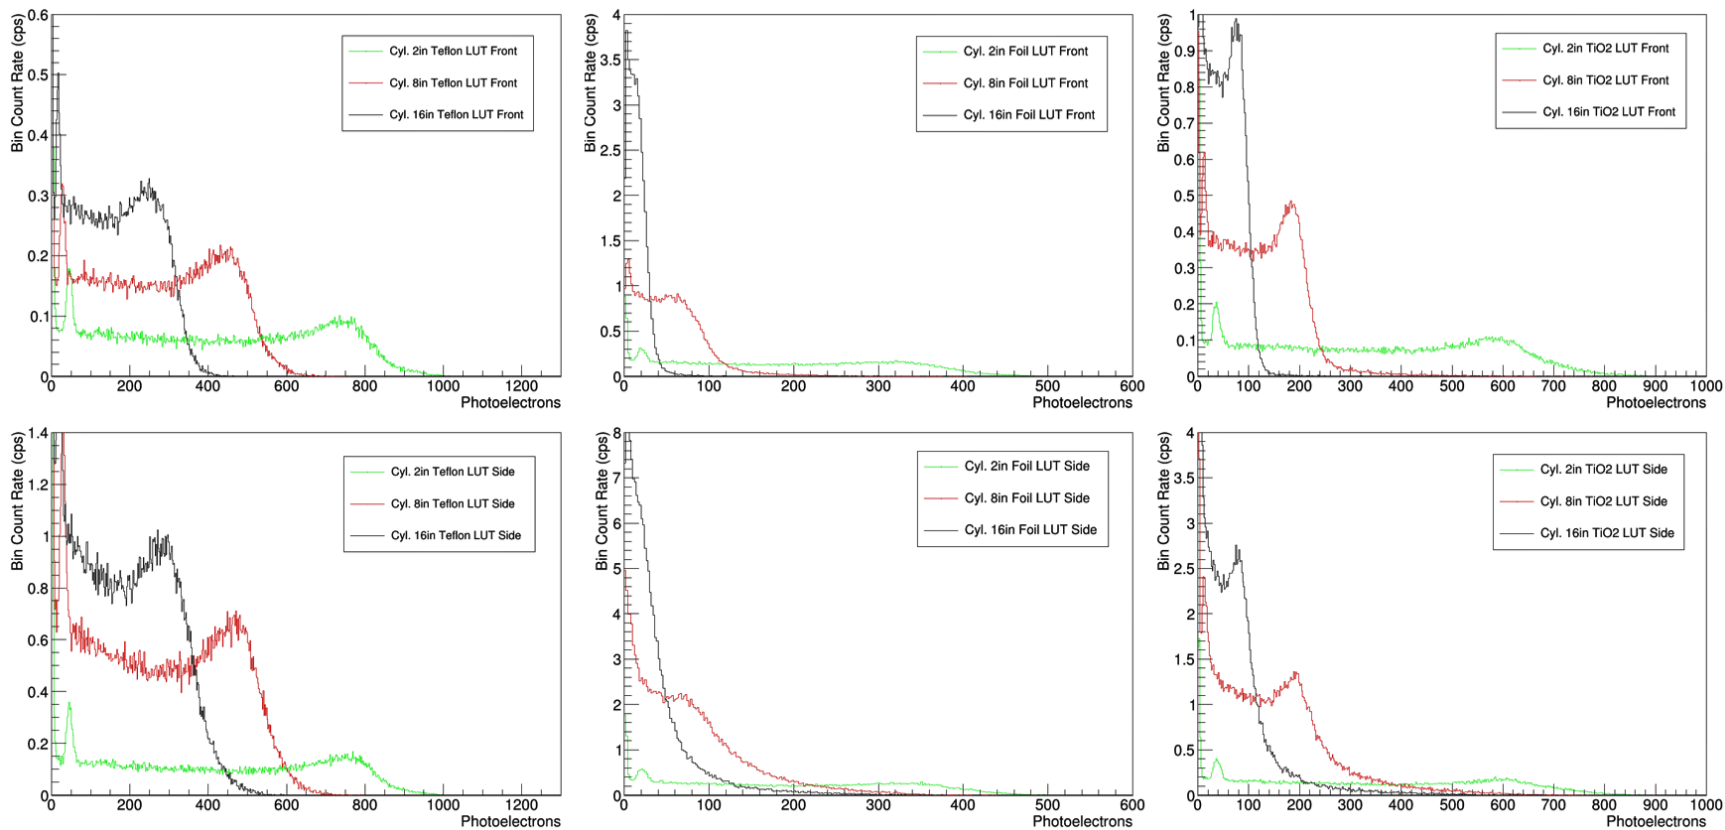 Bin Count Rate (cps)
0.6
0.5
0.4
0.3
0.2
0.1
0
Cyl. 2in Teflon LUT Front
Cyl. 8in Teflon LUT Front
Cyl. 16in Teflon LUT Front
0 200 400 600 800 1000 1200
Photoelectrons
Bin Count Rate (cps)
4
3.5
3
2.5
2
1.5
1
0.5
0
Cyl. 2in Foil LUT Front
Cyl. 8in Foil LUT Front
Cyl. 16in Foil LUT Front
0 100 200 300 400 500 600
Photoelectrons
Bin Count Rate (cps)
1
0.9
0.8
0.7
0.6
0.5
0.4
0.3
0.2
0.1
0
Cyl. 2in TiO2 LUT Front
Cyl. 8in TiO2 LUT Front
Cyl. 16in TiO2 LUT Front
0 100 200 300 400 500 600 700 800 900 1000
Photoelectrons
Bin Count Rate (cps)
1.4
1.2
1
0.8
0.6
0.4
0.2
0
Cyl. 2in Teflon LUT Side
Cyl. 8in Teflon LUT Side
Cyl. 16in Teflon LUT Side
0 200 400 600 800 1000 1200
Photoelectrons
Bin Count Rate (cps)
8
7
6
5
4
3
2
1
0
Cyl. 2in Foil LUT Side
Cyl. 8in Foil LUT Side
Cyl. 16in Foil LUT Side
0 100 200 300 400 500 600
Photoelectrons
Bin Count Rate (cps)
4
3.5
3
2.5
2
1.5
1
0.5
0
Cyl. 2in TiO2 LUT Side
Cyl. 8in TiO2 LUT Side
Cyl. 16in TiO2 LUT Side
0 100 200 300 400 500 600 700 800 900 1000
Photoelectrons